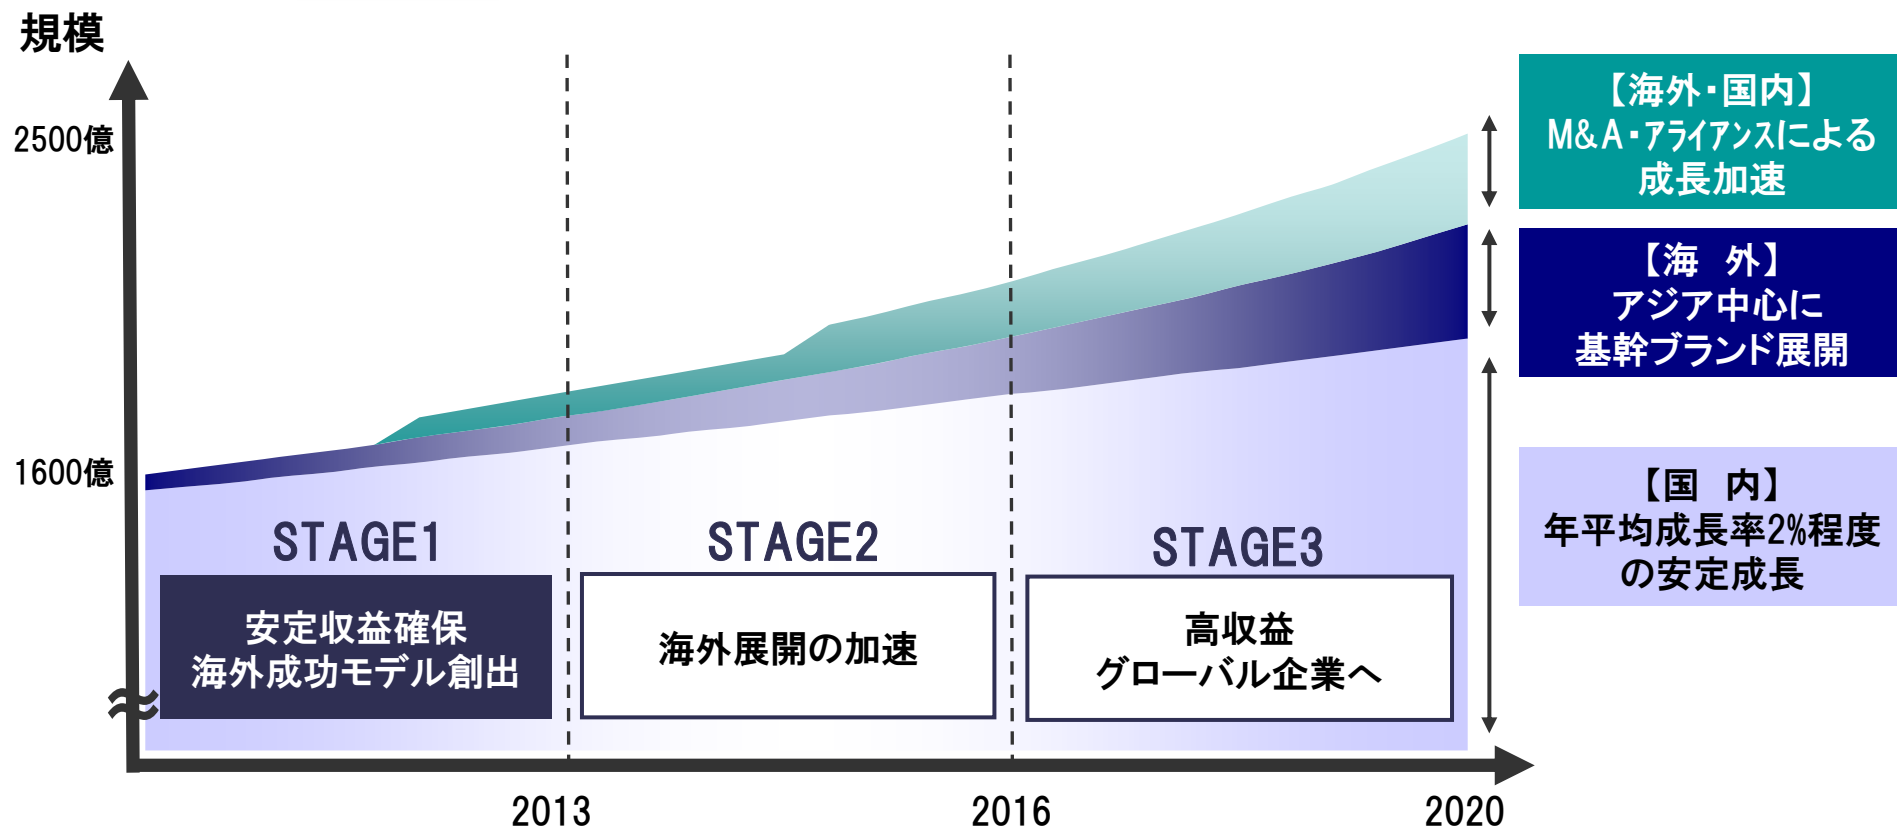 規模
2500億
1600億
【海外・国内】
M&A・アライアンスによる
成長加速
【海　外】
アジア中心に
基幹ブランド展開
【国　内】
年平均成長率2%程度
の安定成長
STAGE1
安定収益確保
海外成功モデル創出
STAGE2
海外展開の加速
STAGE3
高収益
グローバル企業へ
2013
2016
2020